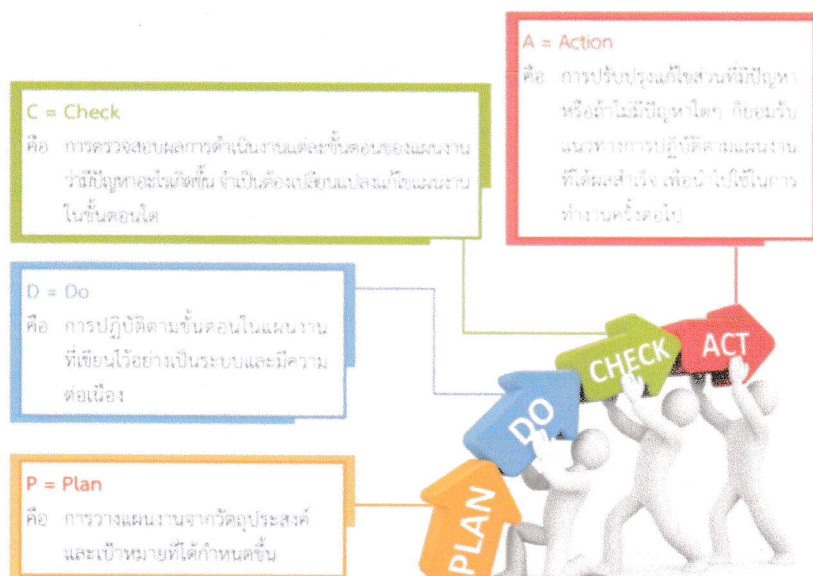 A = Action
คือ การปรับปรุงแก้ไขส่วนที่มีปัญหา
หรือถ้าไม่มีปัญหาใดๆ ก็ยอมรับ
แนวทางการปฏิบัติตามแผนงาน
ที่ได้ผลสำเร็จ เพื่อนำไปใช้ในการ
ทำงานครั้งต่อไป
C = Check
คือ การตรวจสอบผลการดำเนินงานแต่ละขั้นตอนของแผนงาน
ว่ามีปัญหาอะไรเกิดขึ้น จำเป็นต้องเปลี่ยนแปลงแก้ไขแผนงาน
ในขั้นตอนใด
D = Do
คือ การปฏิบัติตามขั้นตอนในแผนงาน
ที่เขียนไว้อย่างเป็นระบบและมีความ
ต่อเนื่อง
P = Plan
คือ การวางแผนงานจากวัตถุประสงค์
และเป้าหมายที่ได้กำหนดขึ้น
PLAN
DO
CHECK
ACT